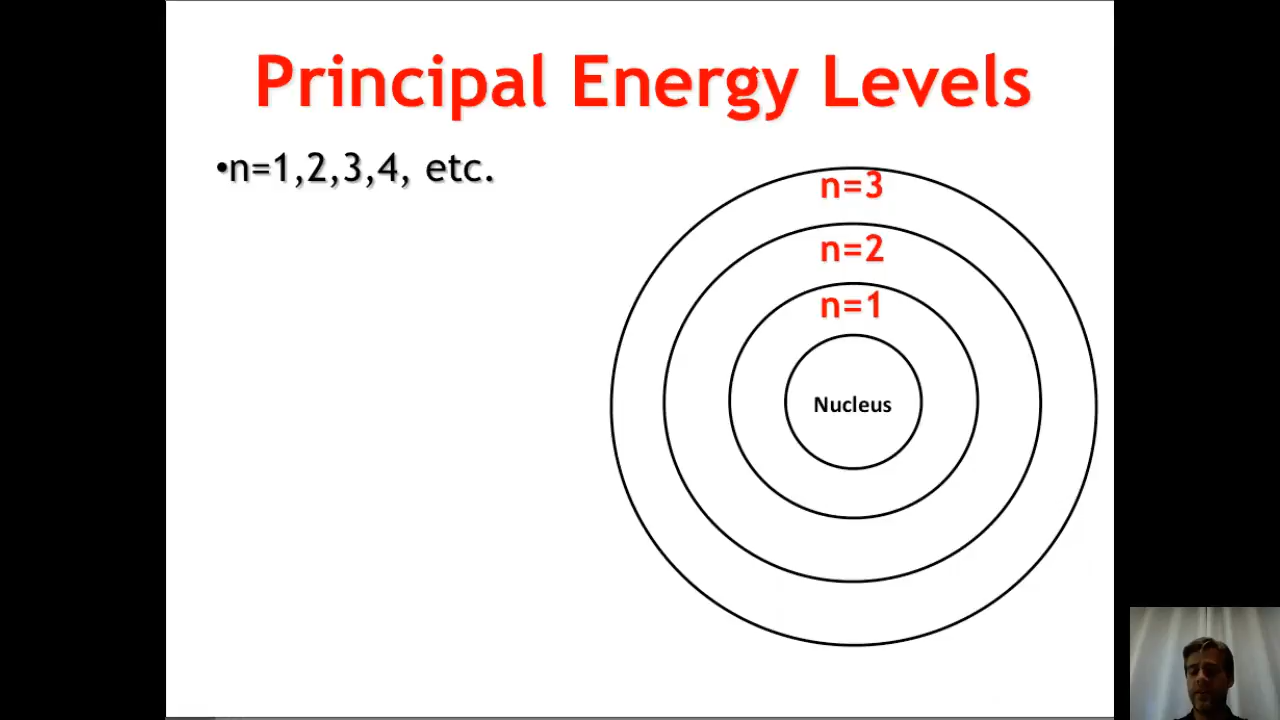 Principal Energy Levels
•n=1,2,3,4, etc.
n=3
n=2
n=1
Nucleus